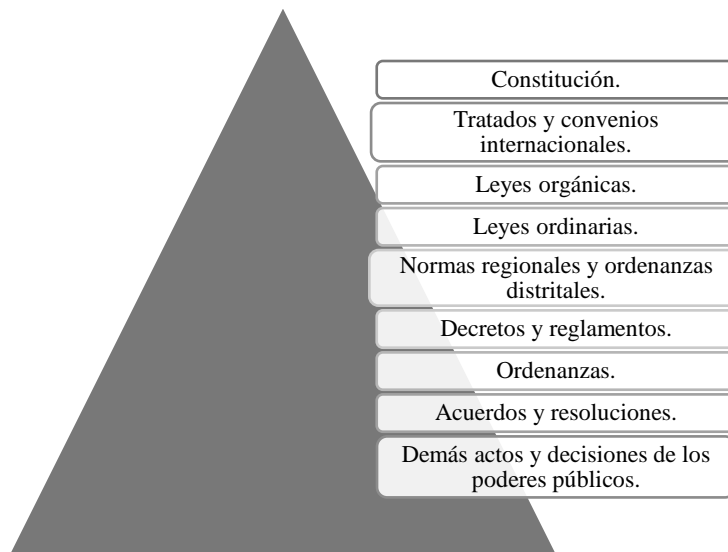 Constitución.
Tratados y convenios
internacionales.
Leyes orgánicas.
Leyes ordinarias.
Normas regionales y ordenanzas
distritales.
Decretos y reglamentos.
Ordenanzas.
Acuerdos y resoluciones.
Demás actos y decisiones de los
poderes públicos.